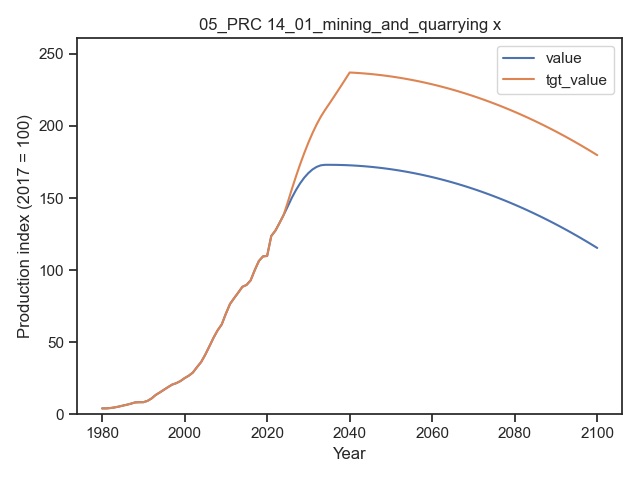 05_PRC 14_01_mining_and_quarrying x
value
tgt_value
Production index (2017 = 100)
250
200
150
100
50
0
1980 2000 2020 2040 2060 2080 2100
Year